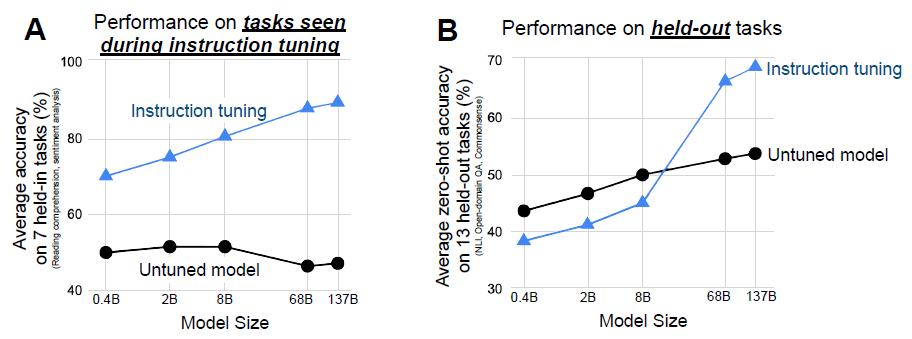 A
Performance on tasks seen
during instruction tuning
100
80
60
40
Average accuracy
on 7 held-in tasks (%)
(Reading comprehension, sentiment analysis)
Instruction tuning
Untuned model
0.4B 2B 8B 68B 137B
Model Size
B
Performance on held-out tasks
70
60
50
40
30
Average zero-shot accuracy
on 13 held-out tasks (%)
(NLI, Open-domain QA, Commonsense)
Instruction tuning
Untuned model
0.4B 2B 8B 68B 137B
Model Size